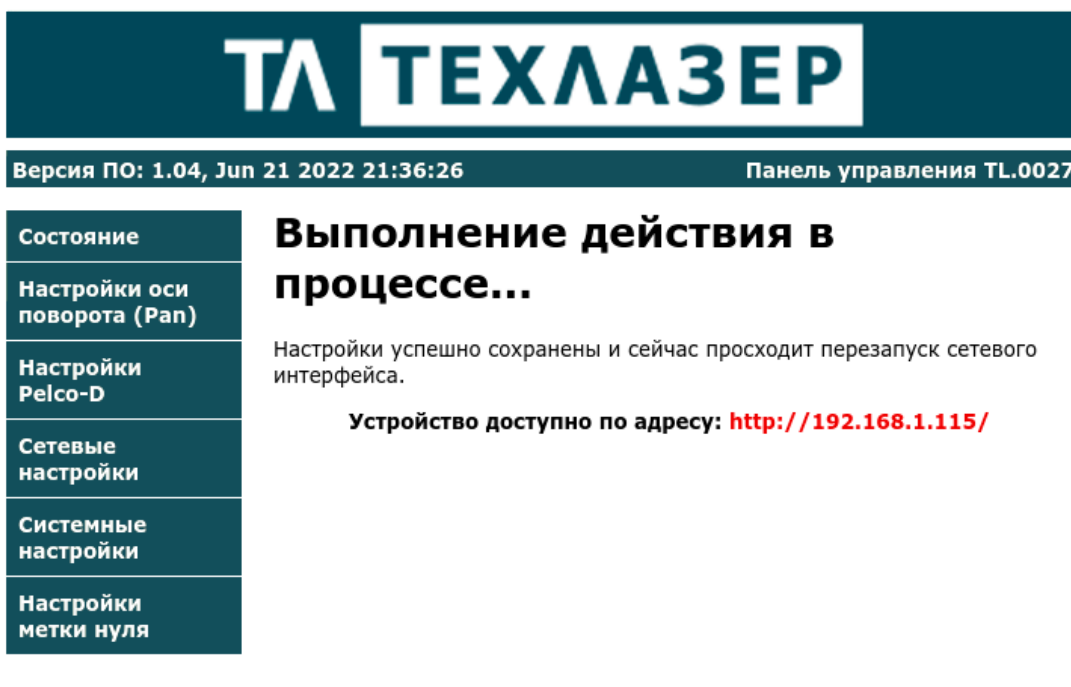 ТЛ ТЕХЛАЗЕР
Версия ПО: 1.04, Jun 21 2022 21:36:26 Панель управления TL.0027
Состояние
Настройки оси
поворота (Pan)
Настройки
Pelco-D
Сетевые
настройки
Системные
настройки
Настройки
метки нуля
Выполнение действия в
процессе...
Настройки успешно сохранены и сейчас просходит перезапуск сетевого
интерфейса.
Устройство доступно по адресу: http://192.168.1.115/